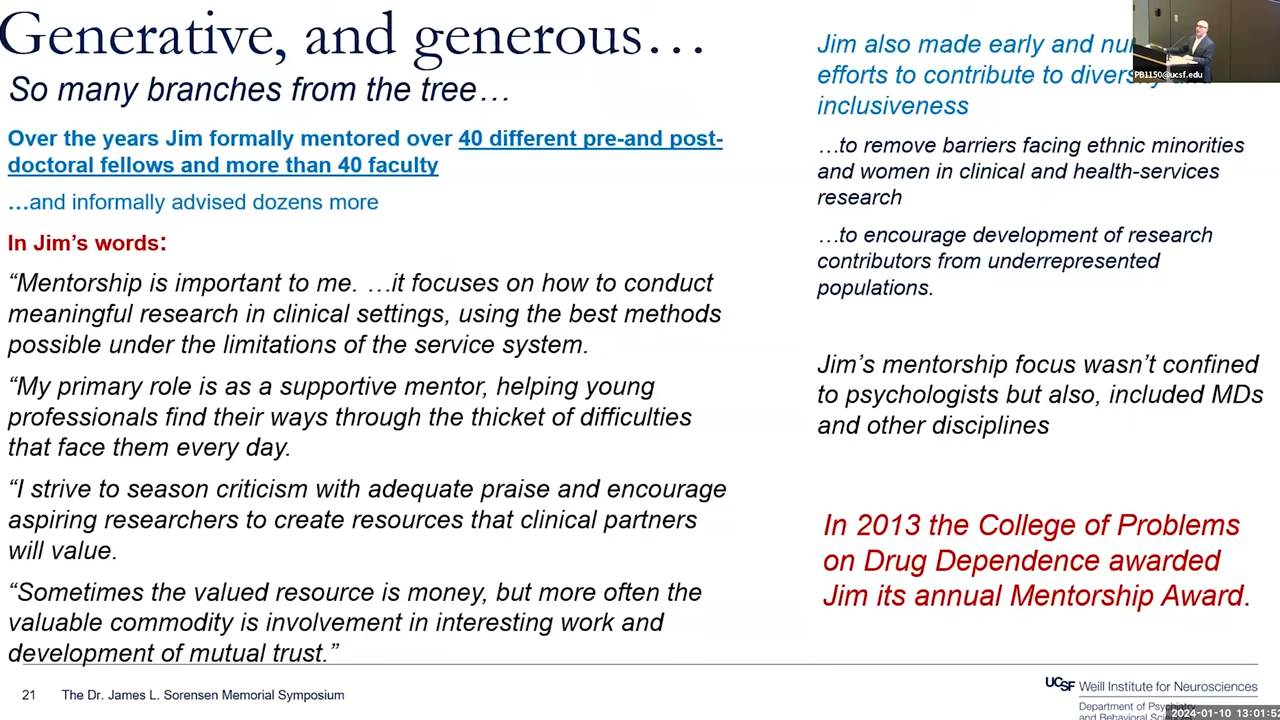 Generative, and generous…
So many branches from the tree…
Over the years Jim formally mentored over 40 different pre-and post-
doctoral fellows and more than 40 faculty
…and informally advised dozens more
In Jim’s words:
“Mentorship is important to me. …it focuses on how to conduct
meaningful research in clinical settings, using the best methods
possible under the limitations of the service system.
“My primary role is as a supportive mentor, helping young
professionals find their ways through the thicket of difficulties
that face them every day.
“I strive to season criticism with adequate praise and encourage
aspiring researchers to create resources that clinical partners
will value.
“Sometimes the valued resource is money, but more often the
valuable commodity is involvement in interesting work and
development of mutual trust.”
Jim also made early and
efforts to contribute to
inclusiveness
…to remove barriers facing ethnic minorities
and women in clinical and health-services
research
…to encourage development of research
contributors from underrepresented
populations.
Jim’s mentorship focus wasn’t confined
to psychologists but also, included MDs
and other disciplines
In 2013 the College of Problems
on Drug Dependence awarded
Jim its annual Mentorship Award.
PB1150@ucsf.edu
21 The Dr. James L. Sorensen Memorial Symposium
UCSF Weill Institute for Neurosciences
Department of
and Behavioral
2024-01-10 13:01:52